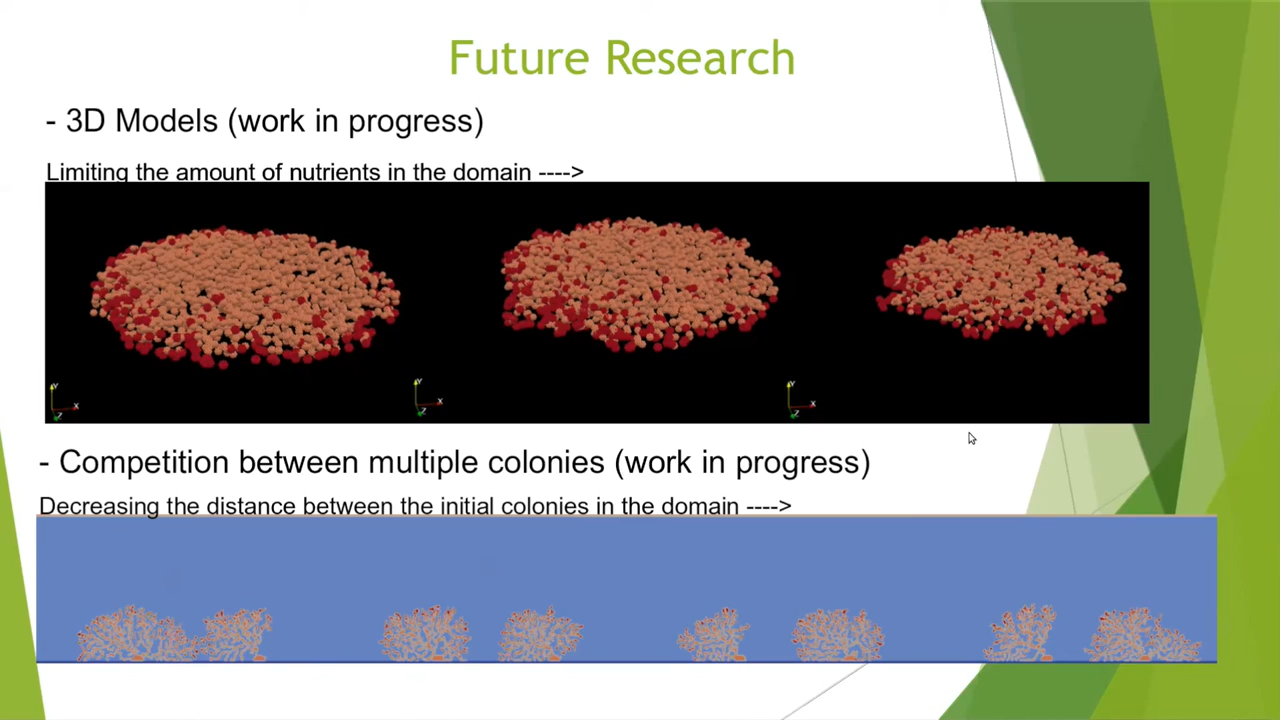 Future Research
- 3D Models (work in progress)
Limiting the amount of nutrients in the domain ---->
Y
X
Z
Y
X
Z
Y
X
Z
- Competition between multiple colonies (work in progress)
Decreasing the distance between the initial colonies in the domain ---->